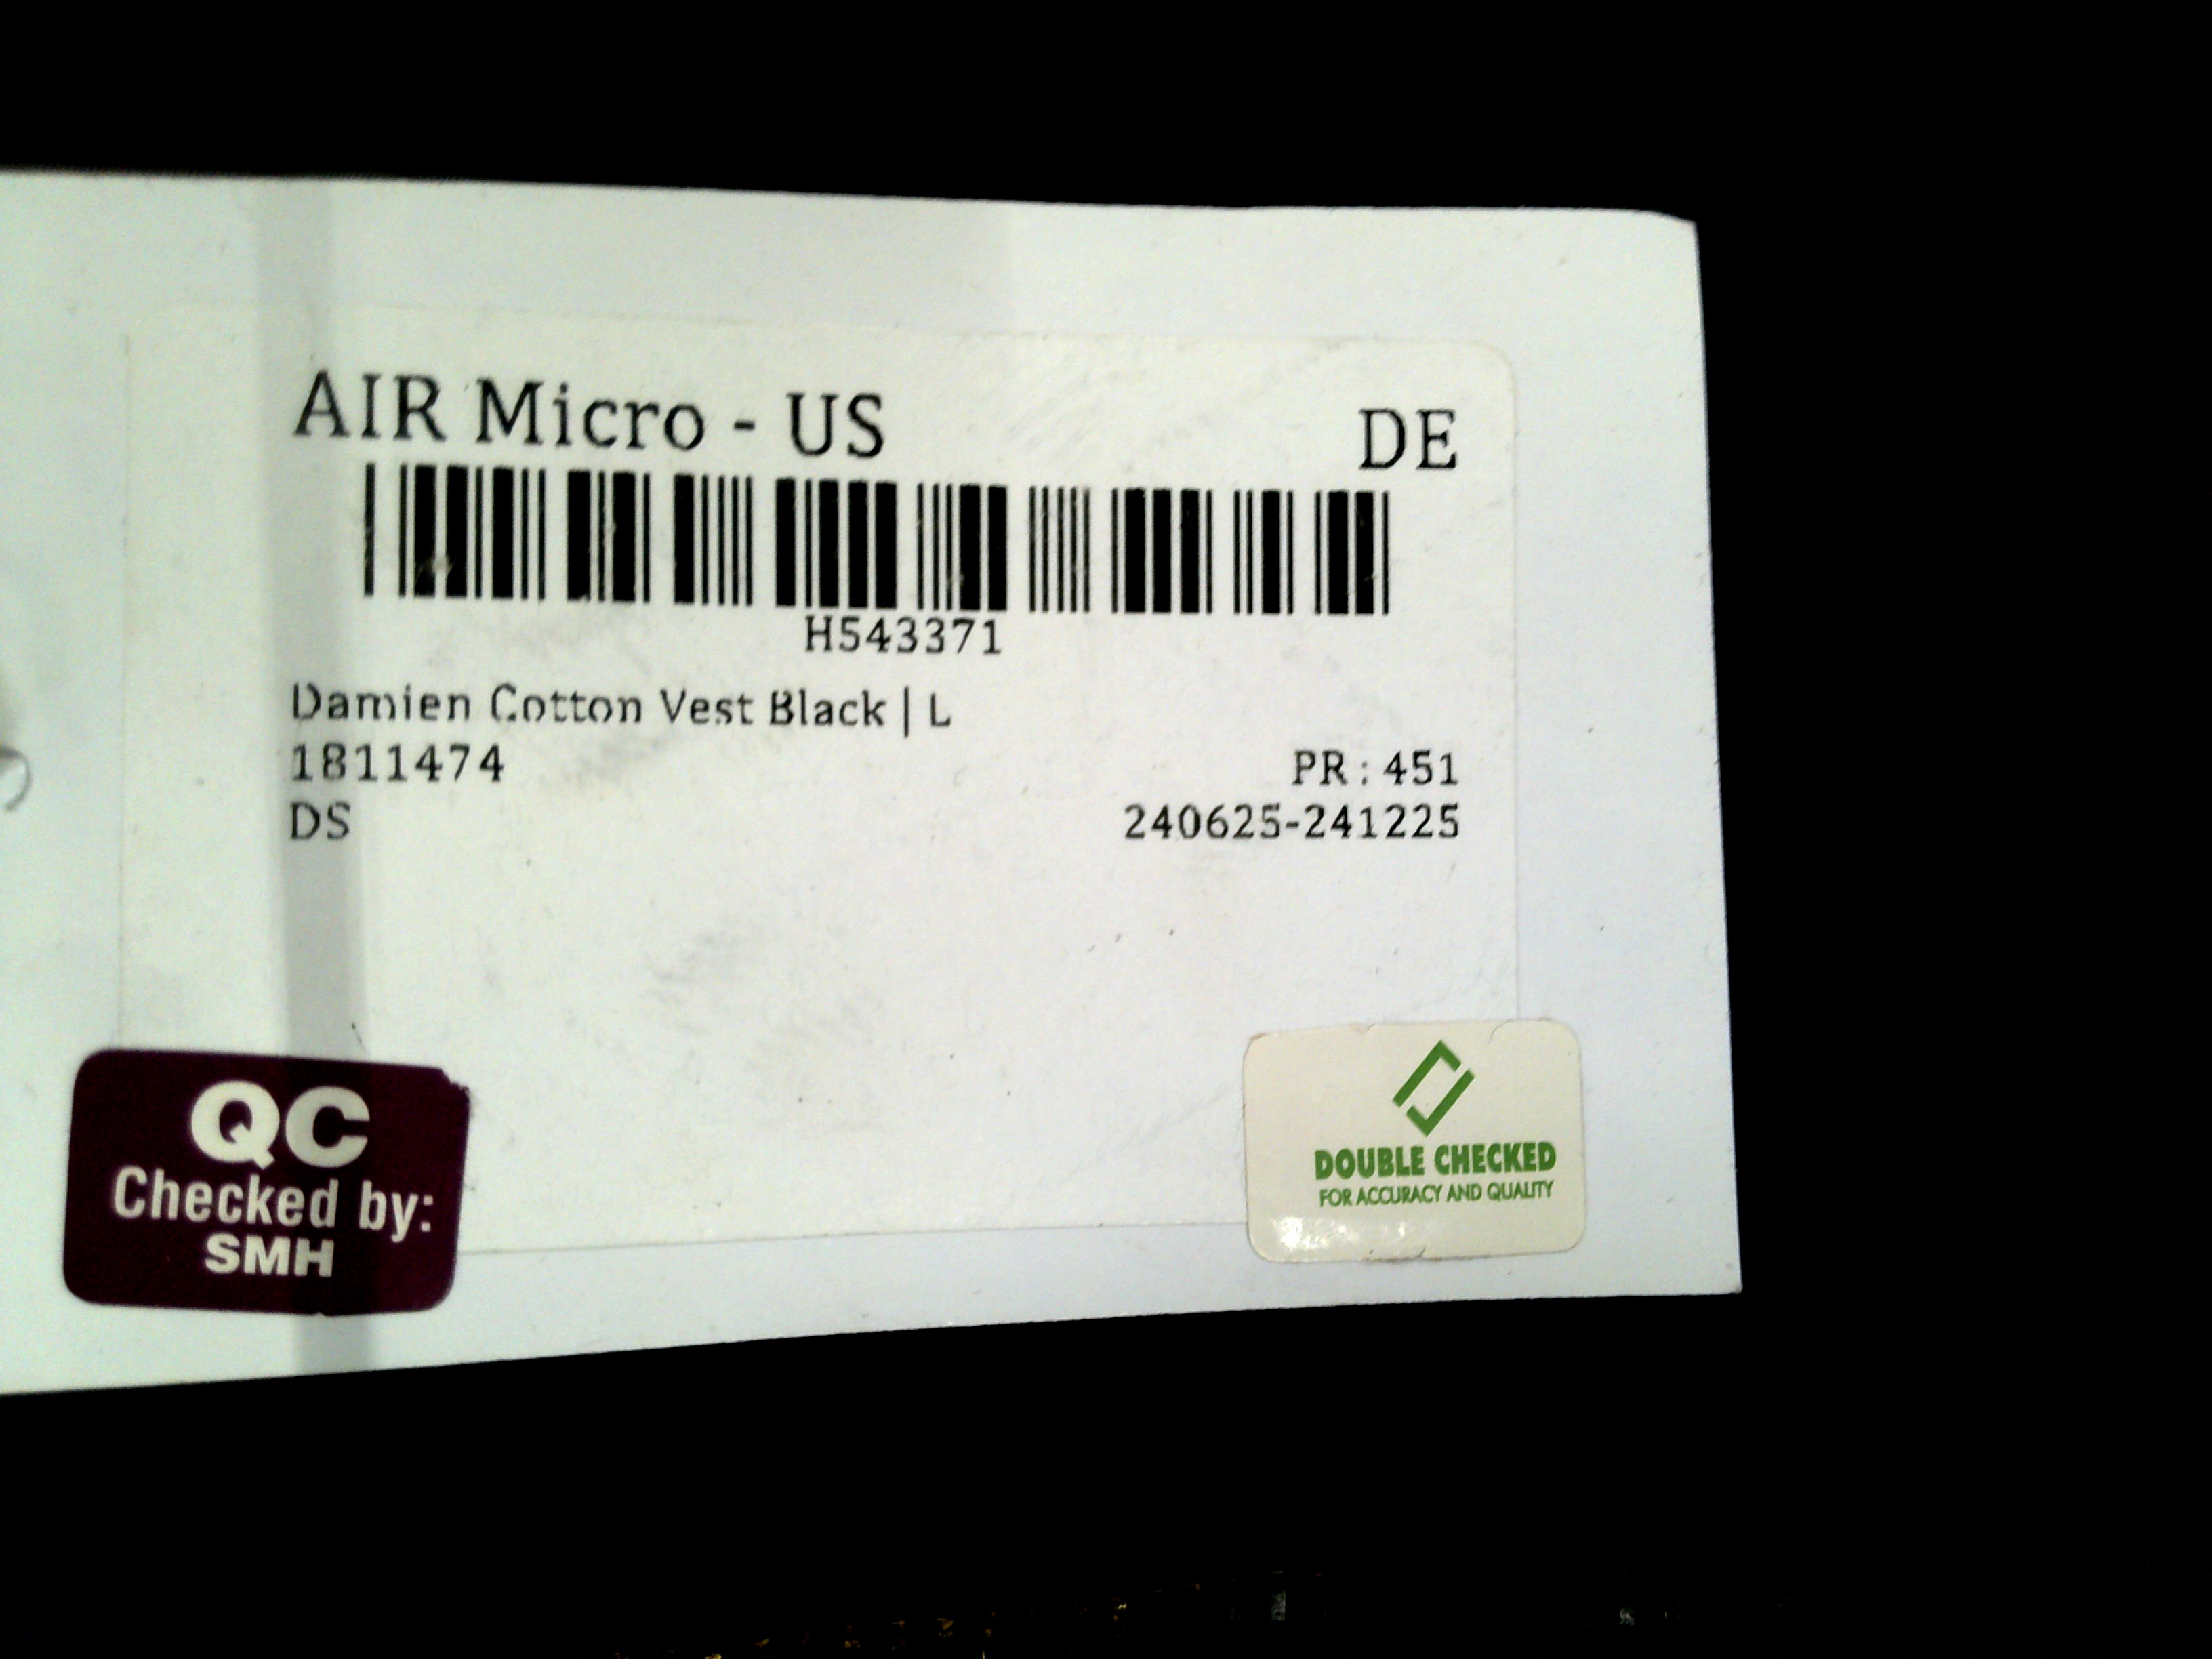 AIR Micro - US DE
H543371
Damien Cotton Vest Black | L
1811474 PR : 451
DS 240625-241225
QC
Checked by:
SMH
DOUBLE CHECKED
FOR ACCURACY AND QUALITY